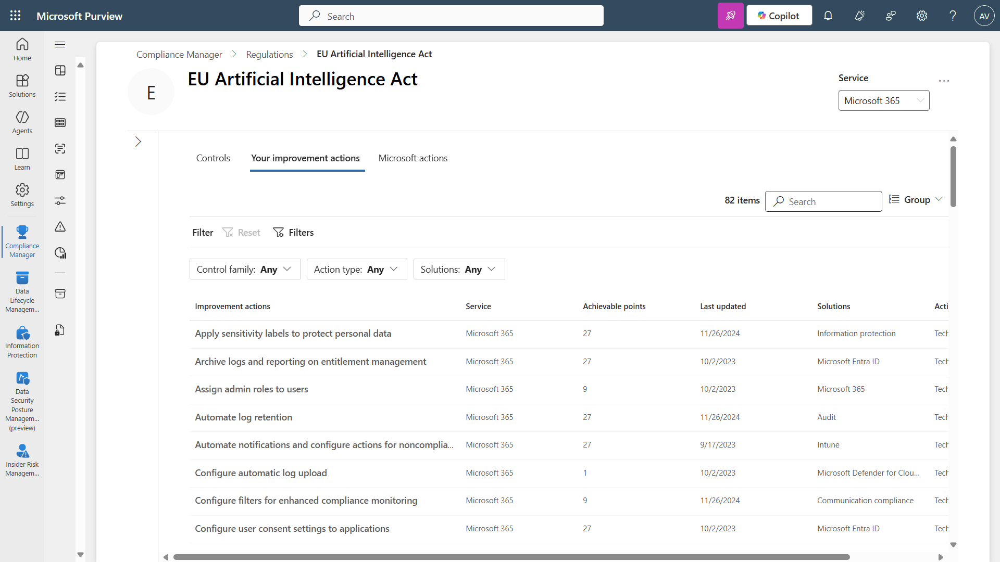 Microsoft Purview
Search
Copilot
AV
Home
Solutions
Agents
Learn
Settings
Compliance
Manager
Data
Lifecycle
Managem...
Information
Protection
Data
Security
Posture
Managem...
(preview)
Insider Risk
Managem...
Compliance Manager > Regulations > EU Artificial Intelligence Act
E
EU Artificial Intelligence Act
Service
Microsoft 365
Controls Your improvement actions Microsoft actions
82 items Search Group
Filter Reset Filters
Control family: Any Action type: Any Solutions: Any
Improvement actions Service Achievable points Last updated Solutions Acti
Apply sensitivity labels to protect personal data Microsoft 365 27 11/26/2024 Information protection Tech
Archive logs and reporting on entitlement management Microsoft 365 27 10/2/2023 Microsoft Entra ID Tech
Assign admin roles to users Microsoft 365 9 10/2/2023 Microsoft 365 Tech
Automate log retention Microsoft 365 27 11/26/2024 Audit Tech
Automate notifications and configure actions for noncomplia... Microsoft 365 27 9/17/2023 Intune Tech
Configure automatic log upload Microsoft 365 1 10/2/2023 Microsoft Defender for Clou... Tech
Configure filters for enhanced compliance monitoring Microsoft 365 9 11/26/2024 Communication compliance Tech
Configure user consent settings to applications Microsoft 365 27 10/2/2023 Microsoft Entra ID Tech